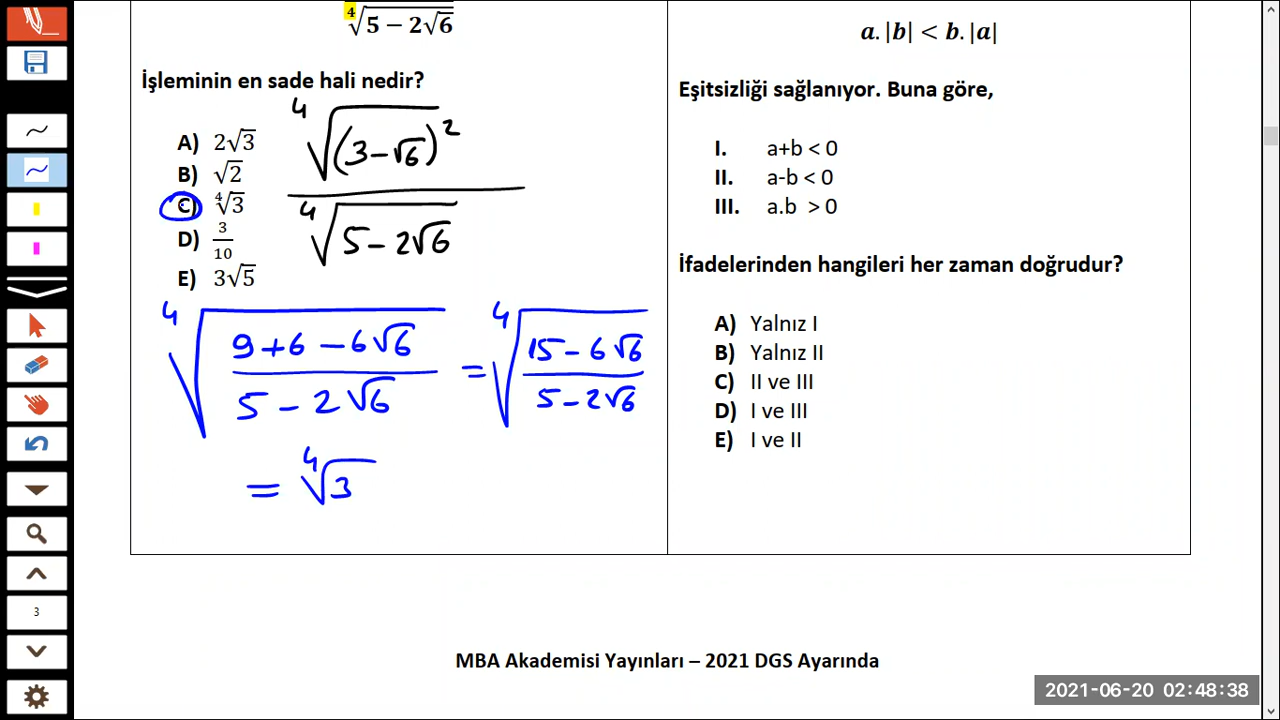 ⁴√(5 − 2√6)
İşleminin en sade hali nedir?
A) 2√3
B) √2
C) ⁴√3
D) 3/10
E) 3√5
⁴√(3−√6)²
⁴√(5−2√6)
⁴√((9+6−6√6)/(5−2√6)) = ⁴√((15−6√6)/(5−2√6))
= ⁴√3
a.|b| < b.|a|
Eşitsizliği sağlanıyor. Buna göre,
I. a+b < 0
II. a-b < 0
III. a.b > 0
İfadelerinden hangileri her zaman doğrudur?
A) Yalnız I
B) Yalnız II
C) II ve III
D) I ve III
E) I ve II
MBA Akademisi Yayınları – 2021 DGS Ayarında
3
2021-06-20 02:48:38